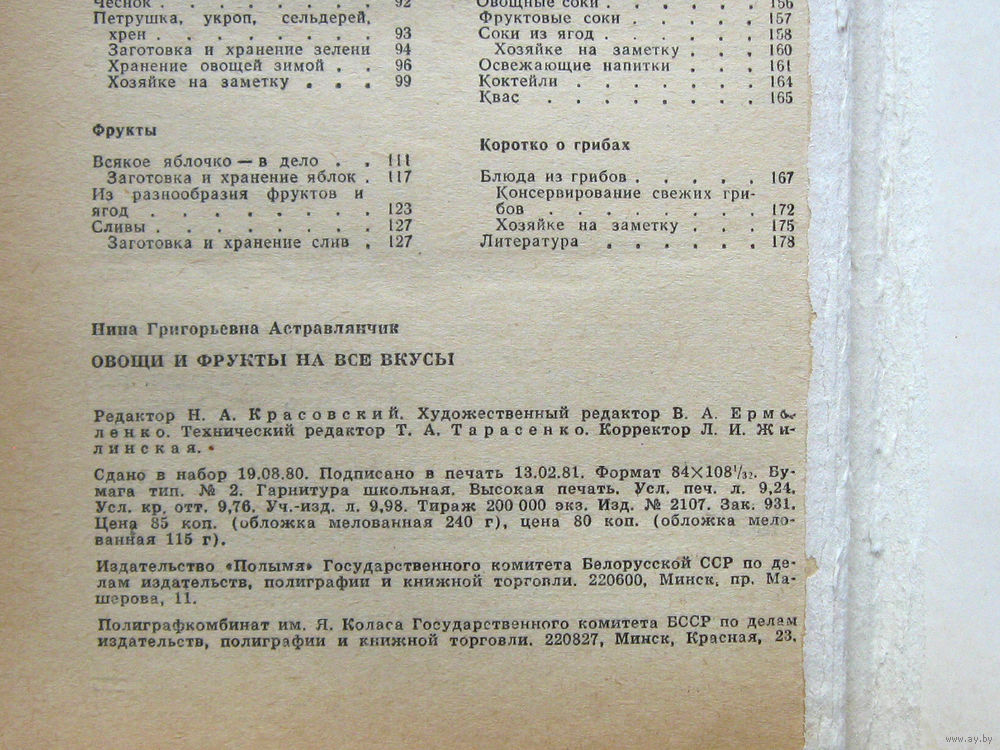 Чеснок . . . . . . . . 92
Петрушка, укроп, сельдерей,
хрен . . . . . . . . 93
Заготовка и хранение зелени 94
Хранение овощей зимой . . 96
Хозяйке на заметку . . . 99
Фрукты
Всякое яблочко — в дело . . 111
Заготовка и хранение яблок . 117
Из разнообразия фруктов и
ягод . . . . . . . . 123
Сливы . . . . . . . . 127
Заготовка и хранение слив . 127
Овощные соки . . . . . . 156
Фруктовые соки . . . . . 157
Соки из ягод . . . . . . 158
Хозяйке на заметку . . . 160
Освежающие напитки . . . 161
Коктейли . . . . . . . 164
Квас . . . . . . . . 165
Коротко о грибах
Блюда из грибов . . . . . 167
Консервирование свежих гри-
бов . . . . . . . . 172
Хозяйке на заметку . . . 175
Литература . . . . . . 178
Нина Григорьевна Астравлянчик
ОВОЩИ И ФРУКТЫ НА ВСЕ ВКУСЫ
Редактор Н. А. Красовский. Художественный редактор В. А. Ермо-
ленко. Технический редактор Т. А. Тарасенко. Корректор Л. И. Жи-
линская.
Сдано в набор 19.08.80. Подписано в печать 13.02.81. Формат 84×108¹/₃₂. Бу-
мага тип. № 2. Гарнитура школьная. Высокая печать. Усл. печ. л. 9,24.
Усл. кр. отт. 9,76. Уч.-изд. л. 9,98. Тираж 200 000 экз. Изд. № 2107. Зак. 931.
Цена 85 коп. (обложка мелованная 240 г), цена 80 коп. (обложка мело-
ванная 115 г).
Издательство «Полымя» Государственного комитета Белорусской ССР по де-
лам издательств, полиграфии и книжной торговли. 220600, Минск, пр. Ма-
шерова, 11.
Полиграфкомбинат им. Я. Коласа Государственного комитета БССР по делам
издательств, полиграфии и книжной торговли. 220827, Минск, Красная, 23.
www.ay.by